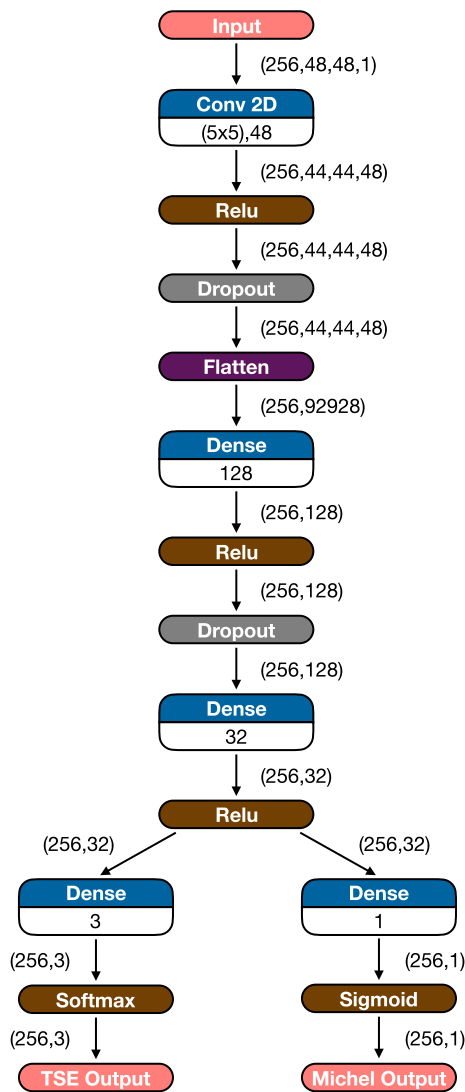 Input
(256,48,48,1)
Conv 2D
(5x5),48
(256,44,44,48)
Relu
(256,44,44,48)
Dropout
(256,44,44,48)
Flatten
(256,92928)
Dense
128
(256,128)
Relu
(256,128)
Dropout
(256,128)
Dense
32
(256,32)
Relu
(256,32) (256,32)
Dense Dense
3 1
(256,3) (256,1)
Softmax Sigmoid
(256,3) (256,1)
TSE Output Michel Output